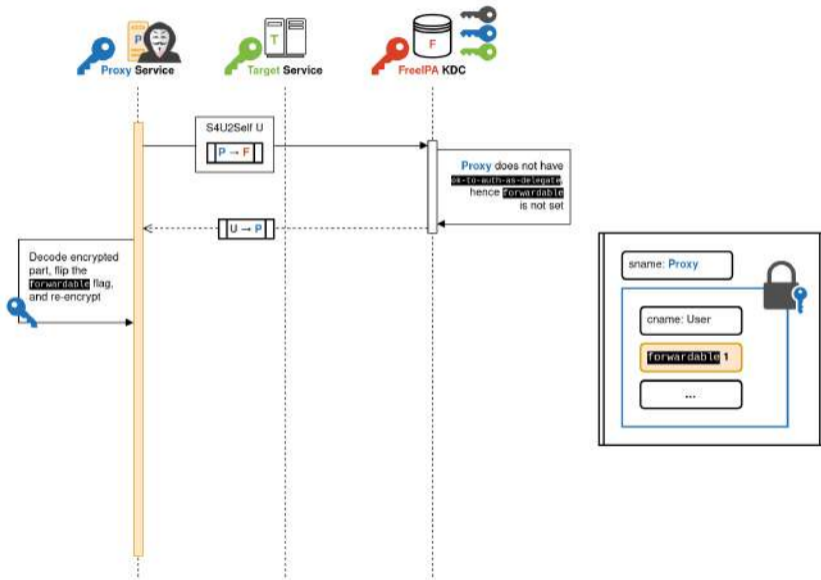 P
T
F
Proxy Service
Target Service
FreeIPA KDC
S4U2Self U
P → F
Proxy does not have
ok-to-auth-as-delegate,
hence forwardable
is not set
U → P
Decode encrypted
part, flip the
forwardable flag,
and re-encrypt
sname: Proxy
cname: User
forwardable 1
...